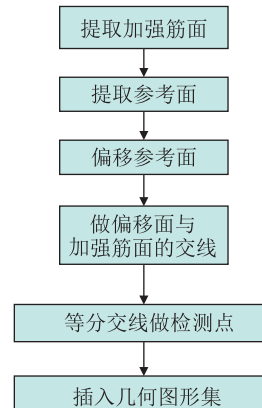 提取加强筋面
提取参考面
偏移参考面
做偏移面与
加强筋面的交线
等分交线做检测点
插入几何图形集